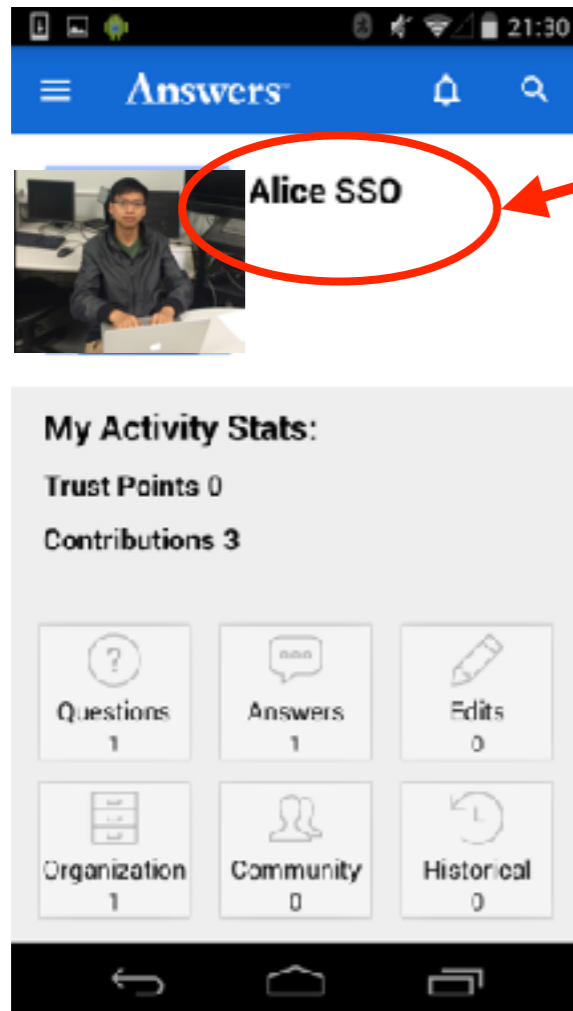 21:30
Answers™
Alice SSO
My Activity Stats:
Trust Points 0
Contributions 3
Questions Answers Edits
1 1 0
Organization Community Historical
1 0 0